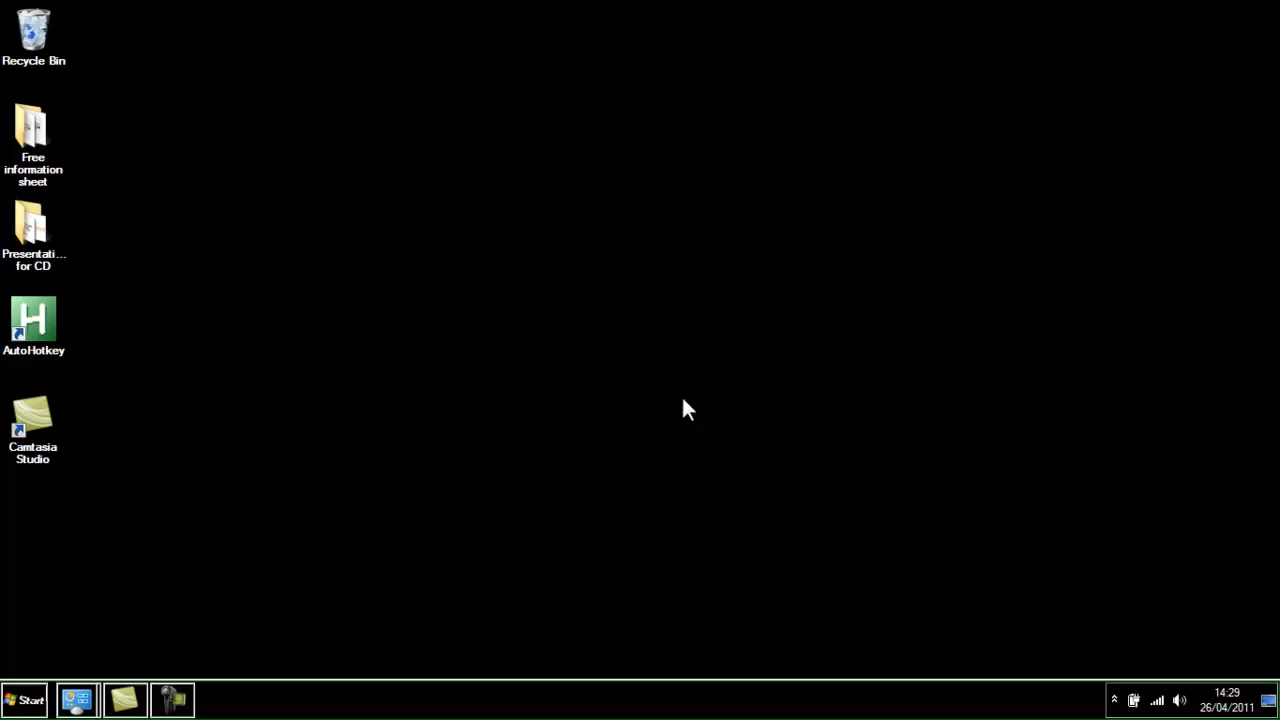 Recycle Bin
Free
information
sheet
Presentati...
for CD
AutoHotkey
Camtasia
Studio
Start
14:29
26/04/2011